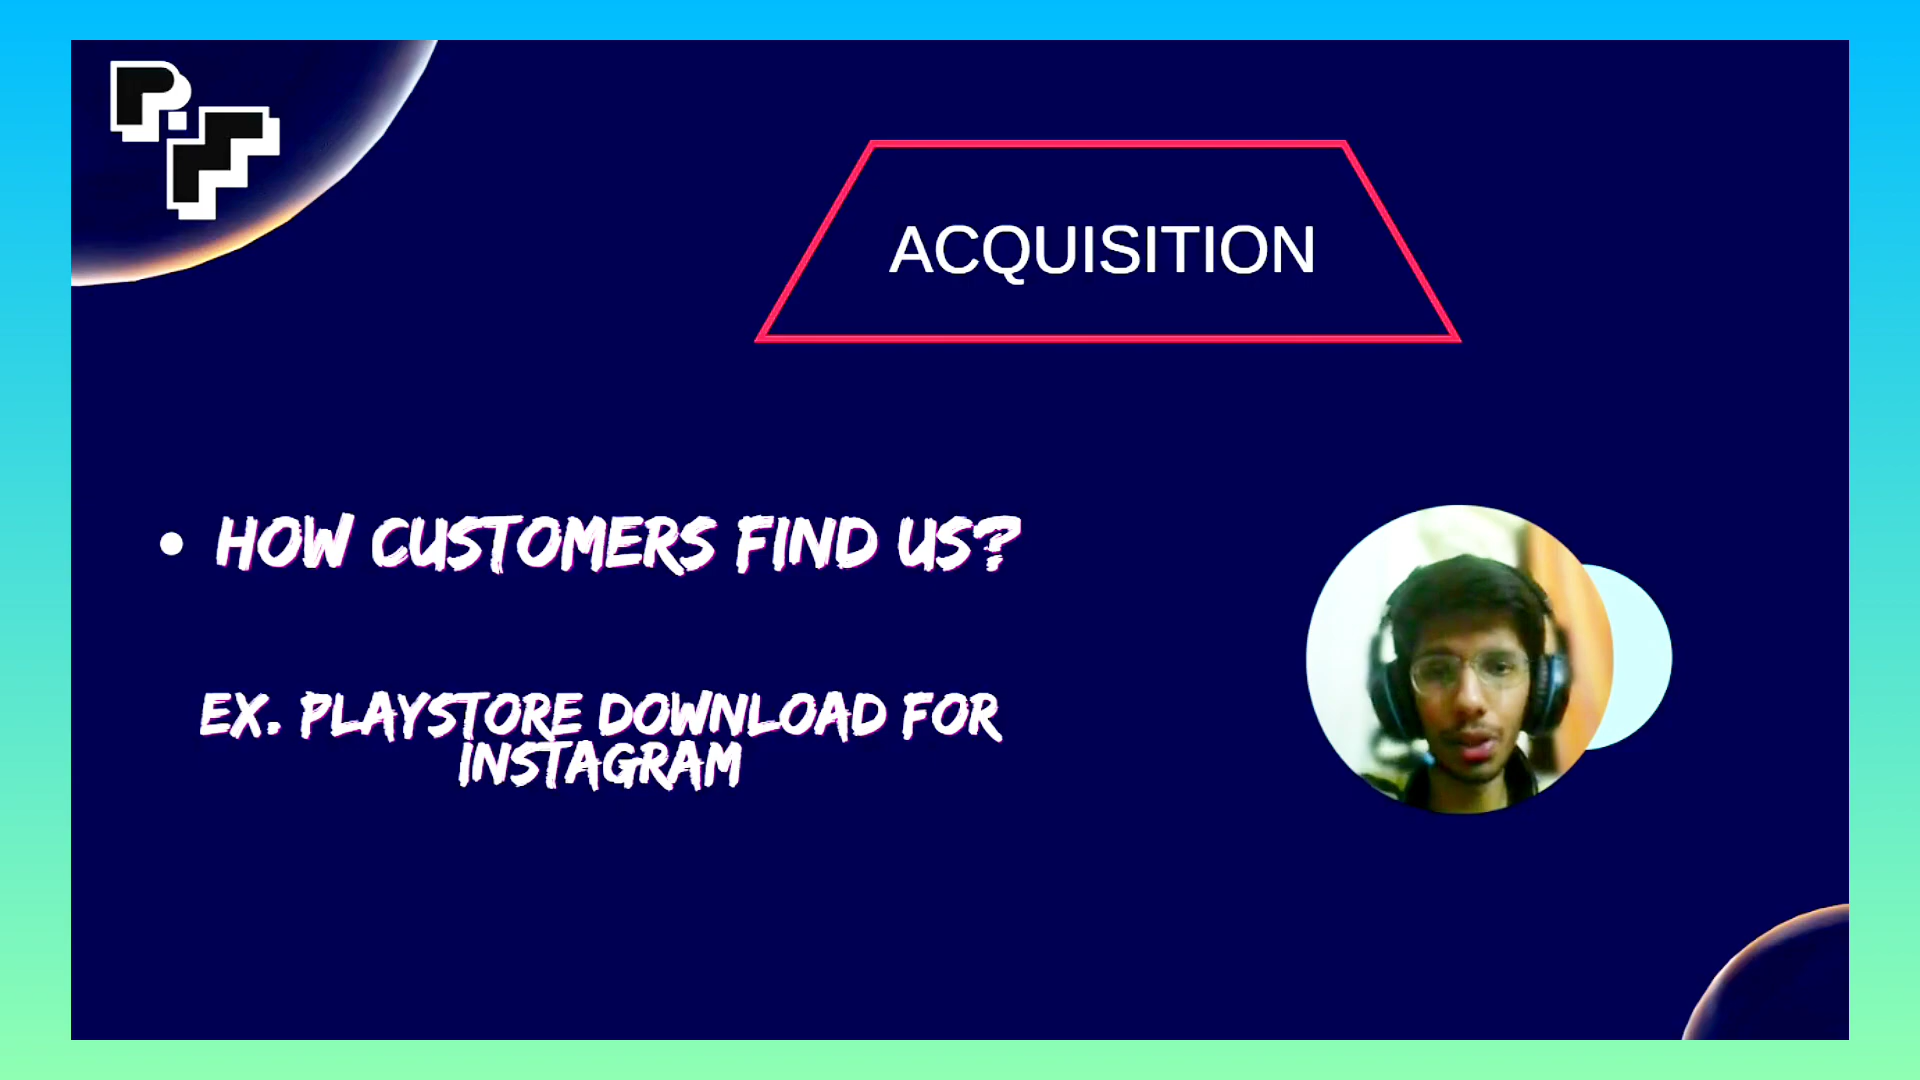 ACQUISITION
• HOW CUSTOMERS FIND US?
EX. PLAYSTORE DOWNLOAD FOR
INSTAGRAM